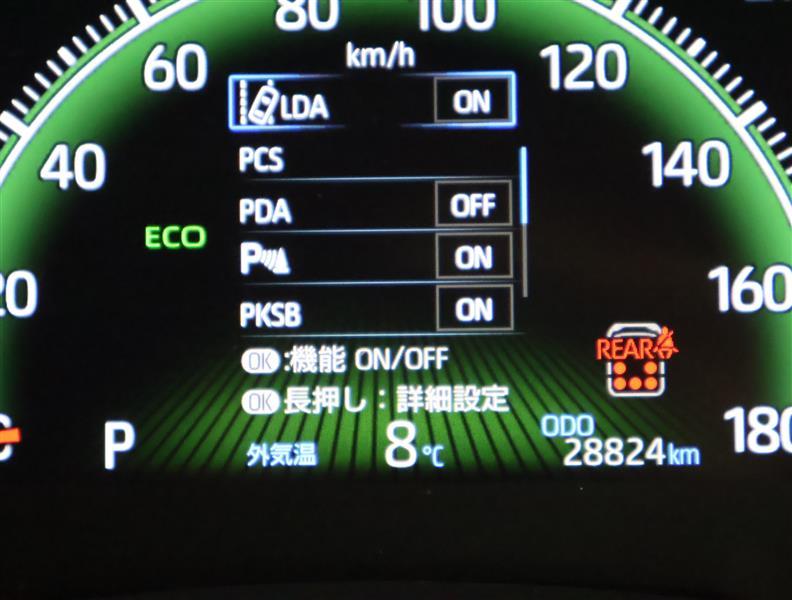 80 100
km/h
60 120
LDA ON
PCS
40 140
PDA OFF
ECO
P ON
20 160
PKSB ON
OK :機能 ON/OFF
REAR
OK 長押し：詳細設定
P
外気温 8℃
ODO
28824km
180